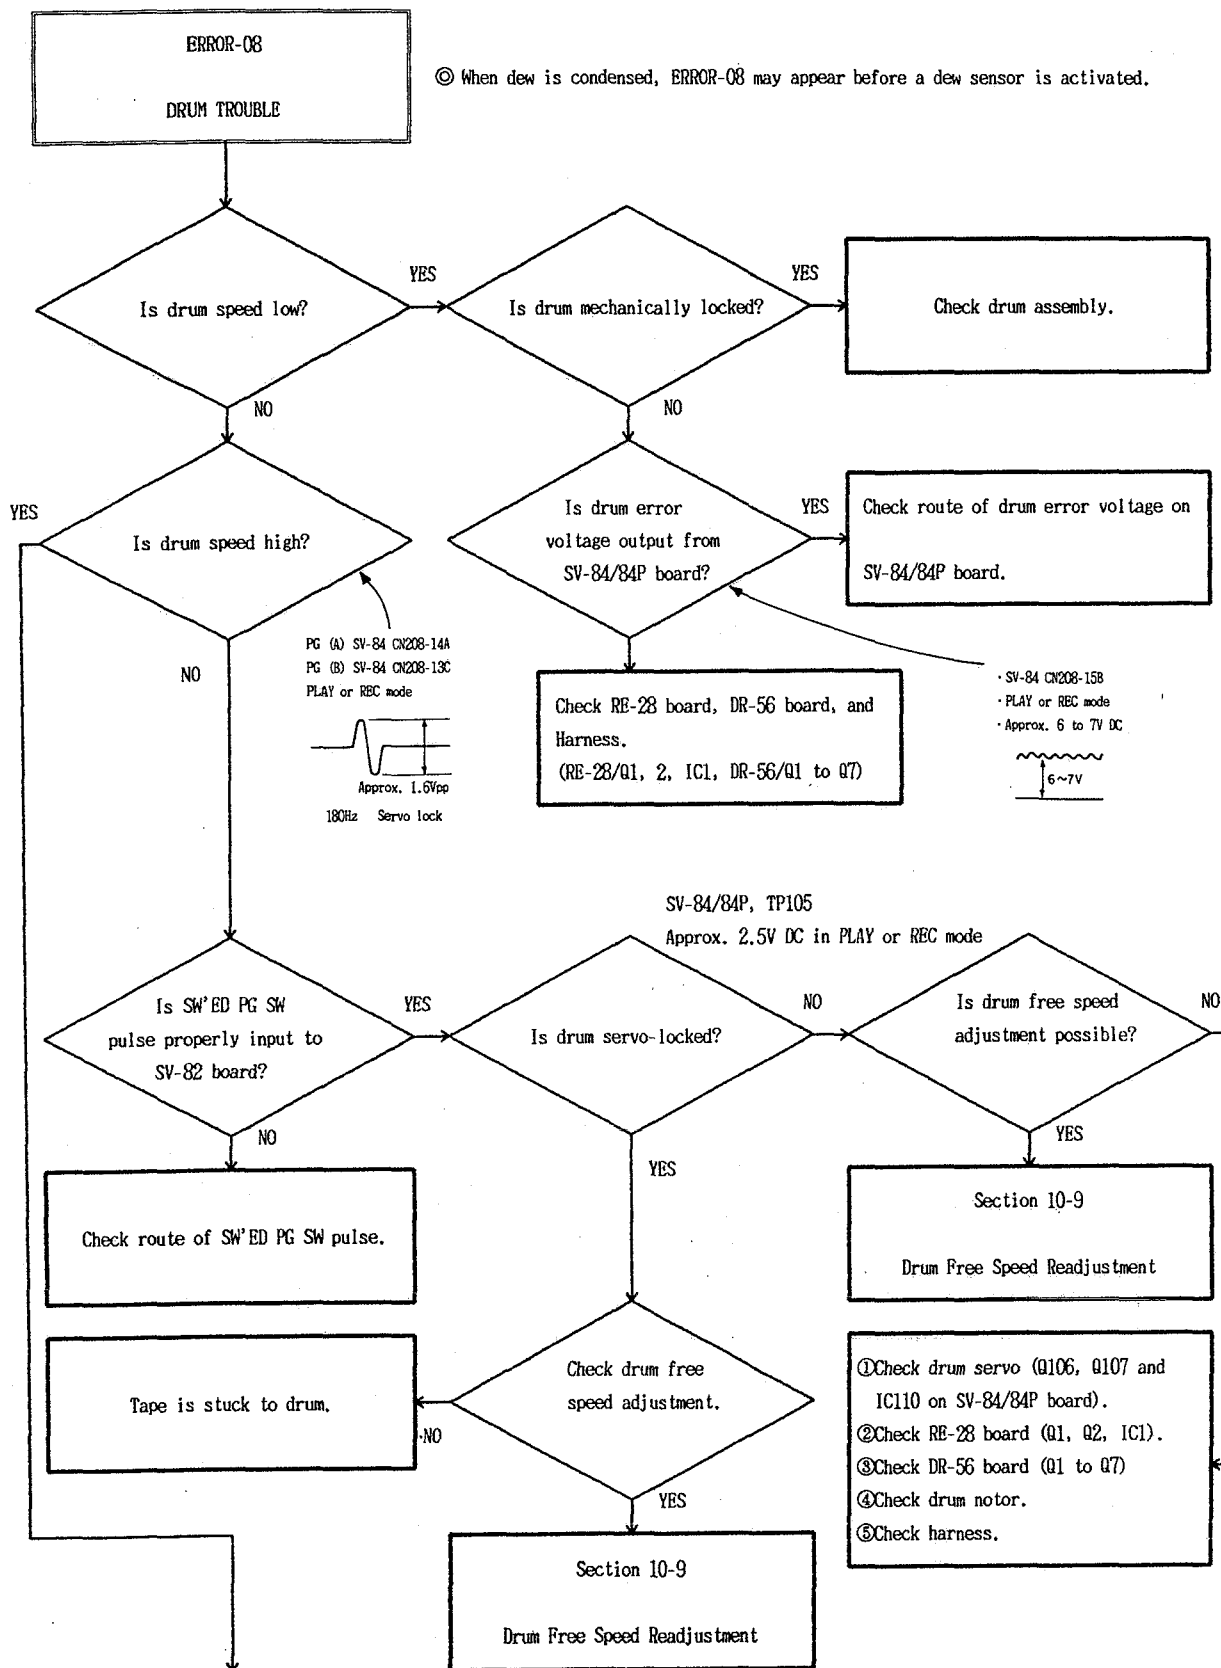 ERROR-08
DRUM TROUBLE
◎ When dew is condensed, ERROR-08 may appear before a dew sensor is activated.
Is drum speed low?
YES
NO
Is drum mechanically locked?
YES
NO
Check drum assembly.
YES
Is drum speed high?
NO
PG (A) SV-84 CN208-14A
PG (B) SV-84 CN208-13C
PLAY or REC mode
Approx. 1.6Vpp
180Hz Servo lock
Is drum error
voltage output from
SV-84/84P board?
YES
Check route of drum error voltage on
SV-84/84P board.
Check RE-28 board, DR-56 board, and
Harness.
(RE-28/Q1, 2, IC1, DR-56/Q1 to Q7)
· SV-84 CN208-15B
· PLAY or REC mode
· Approx. 6 to 7V DC
6~7V
SV-84/84P, TP105
Approx. 2.5V DC in PLAY or REC mode
Is SW'ED PG SW
pulse properly input to
SV-82 board?
YES
NO
Is drum servo-locked?
NO
YES
Is drum free speed
adjustment possible?
NO
YES
Check route of SW'ED PG SW pulse.
Section 10-9
Drum Free Speed Readjustment
Tape is stuck to drum.
Check drum free
speed adjustment.
·NO
YES
①Check drum servo (Q106, Q107 and
IC110 on SV-84/84P board).
②Check RE-28 board (Q1, Q2, IC1).
③Check DR-56 board (Q1 to Q7)
④Check drum notor.
⑤Check harness.
Section 10-9
Drum Free Speed Readjustment